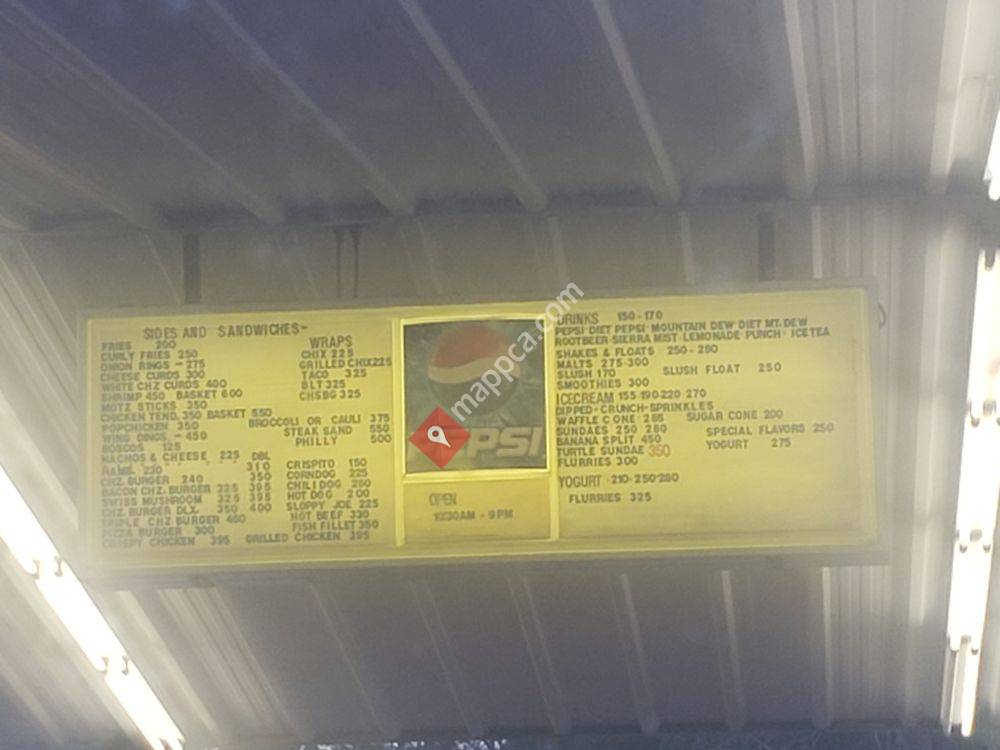 SIDES AND SANDWICHES
FRIES 200
CURLY FRIES 250
ONION RINGS - 275
CHEESE CURDS 300
WHITE CHZ CURDS 400
SHRIMP 450 BASKET 600
MOTZ STICKS 350
CHICKEN TEND. 350 BASKET 550
POPCHICKEN 350
WING DINGS. - 450
BOSCOS 125
NACHOS & CHEESE 225 DBL
310
CHZ. BURGER 240 350
BACON CHZ. BURGER 325 395
SWISS MUSHROOM 325 395
CHZ. BURGER DLX. 350 400
TRIPLE CHZ BURGER 460
PIZZA BURGER 300
CRISPY CHICKEN 395 GRILLED CHICKEN 395
WRAPS
CHIX 225
GRILLED CHIX 225
TACO 325
BLT 325
CHSBG 325
BROCCOLI OR CAULI 375
STEAK SAND 550
PHILLY 500
CRISPITO 150
CORNDOG 225
CHILI DOG 260
HOT DOG 200
SLOPPY JOE 225
HOT BEEF 330
FISH FILLET 350
PSI
OPEN
10:30AM - 9PM
mappca.com
DRINKS 150-170
PEPSI·DIET PEPSI·MOUNTAIN DEW·DIET MT. DEW
ROOTBEER·SIERRA MIST·LEMONADE·PUNCH·ICE TEA
SHAKES & FLOATS 250-280
MALTS 275-300
SLUSH 170 SLUSH FLOAT 250
SMOOTHIES 300
ICECREAM 155·190·220·270
DIPPED-CRUNCH-SPRINKLES
WAFFLE CONE 285 SUGAR CONE 200
SUNDAES 250 280 SPECIAL FLAVORS 250
BANANA SPLIT 450 YOGURT 275
TURTLE SUNDAE 350
FLURRIES 300
YOGURT 210-250-280
FLURRIES 325